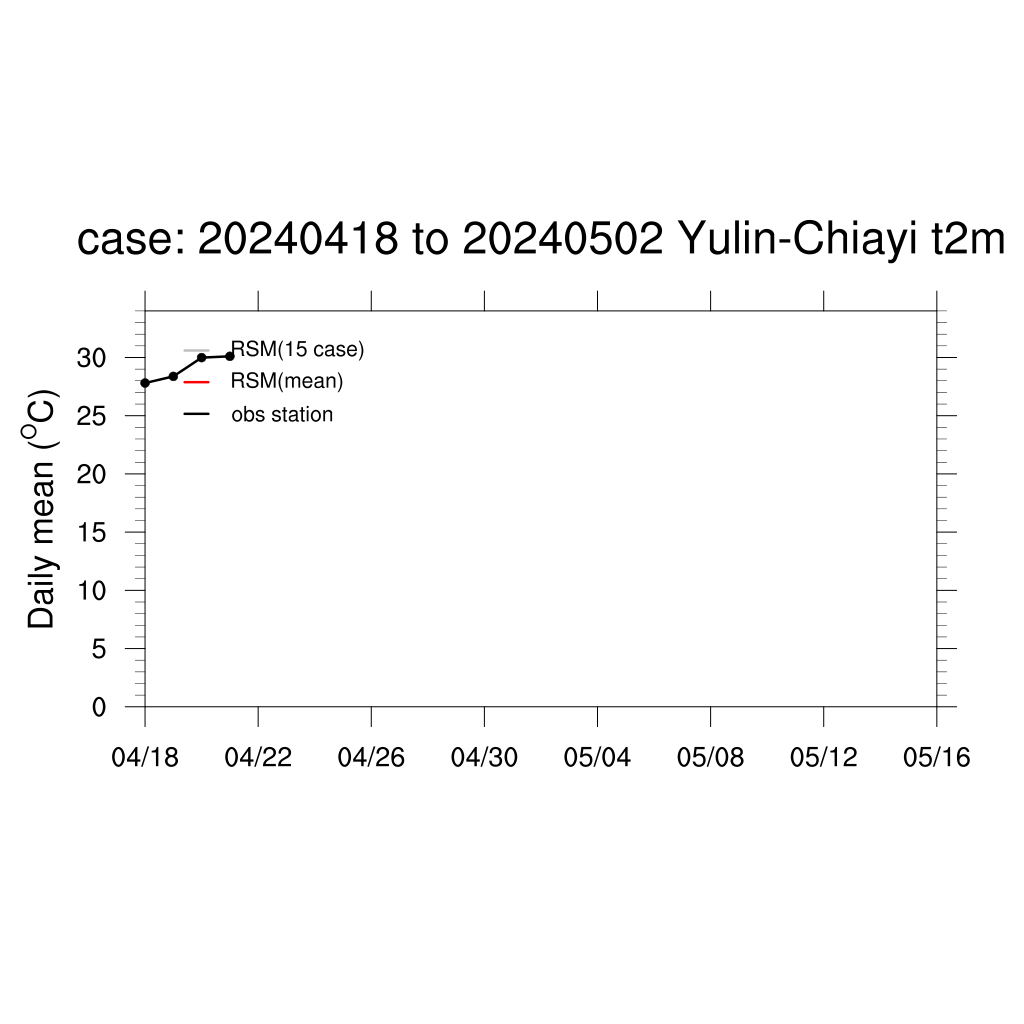 case: 20240418 to 20240502 Yulin-Chiayi t2m
Daily mean (°C)
30
25
20
15
10
5
0
RSM(15 case)
RSM(mean)
obs station
04/18 04/22 04/26 04/30 05/04 05/08 05/12 05/16